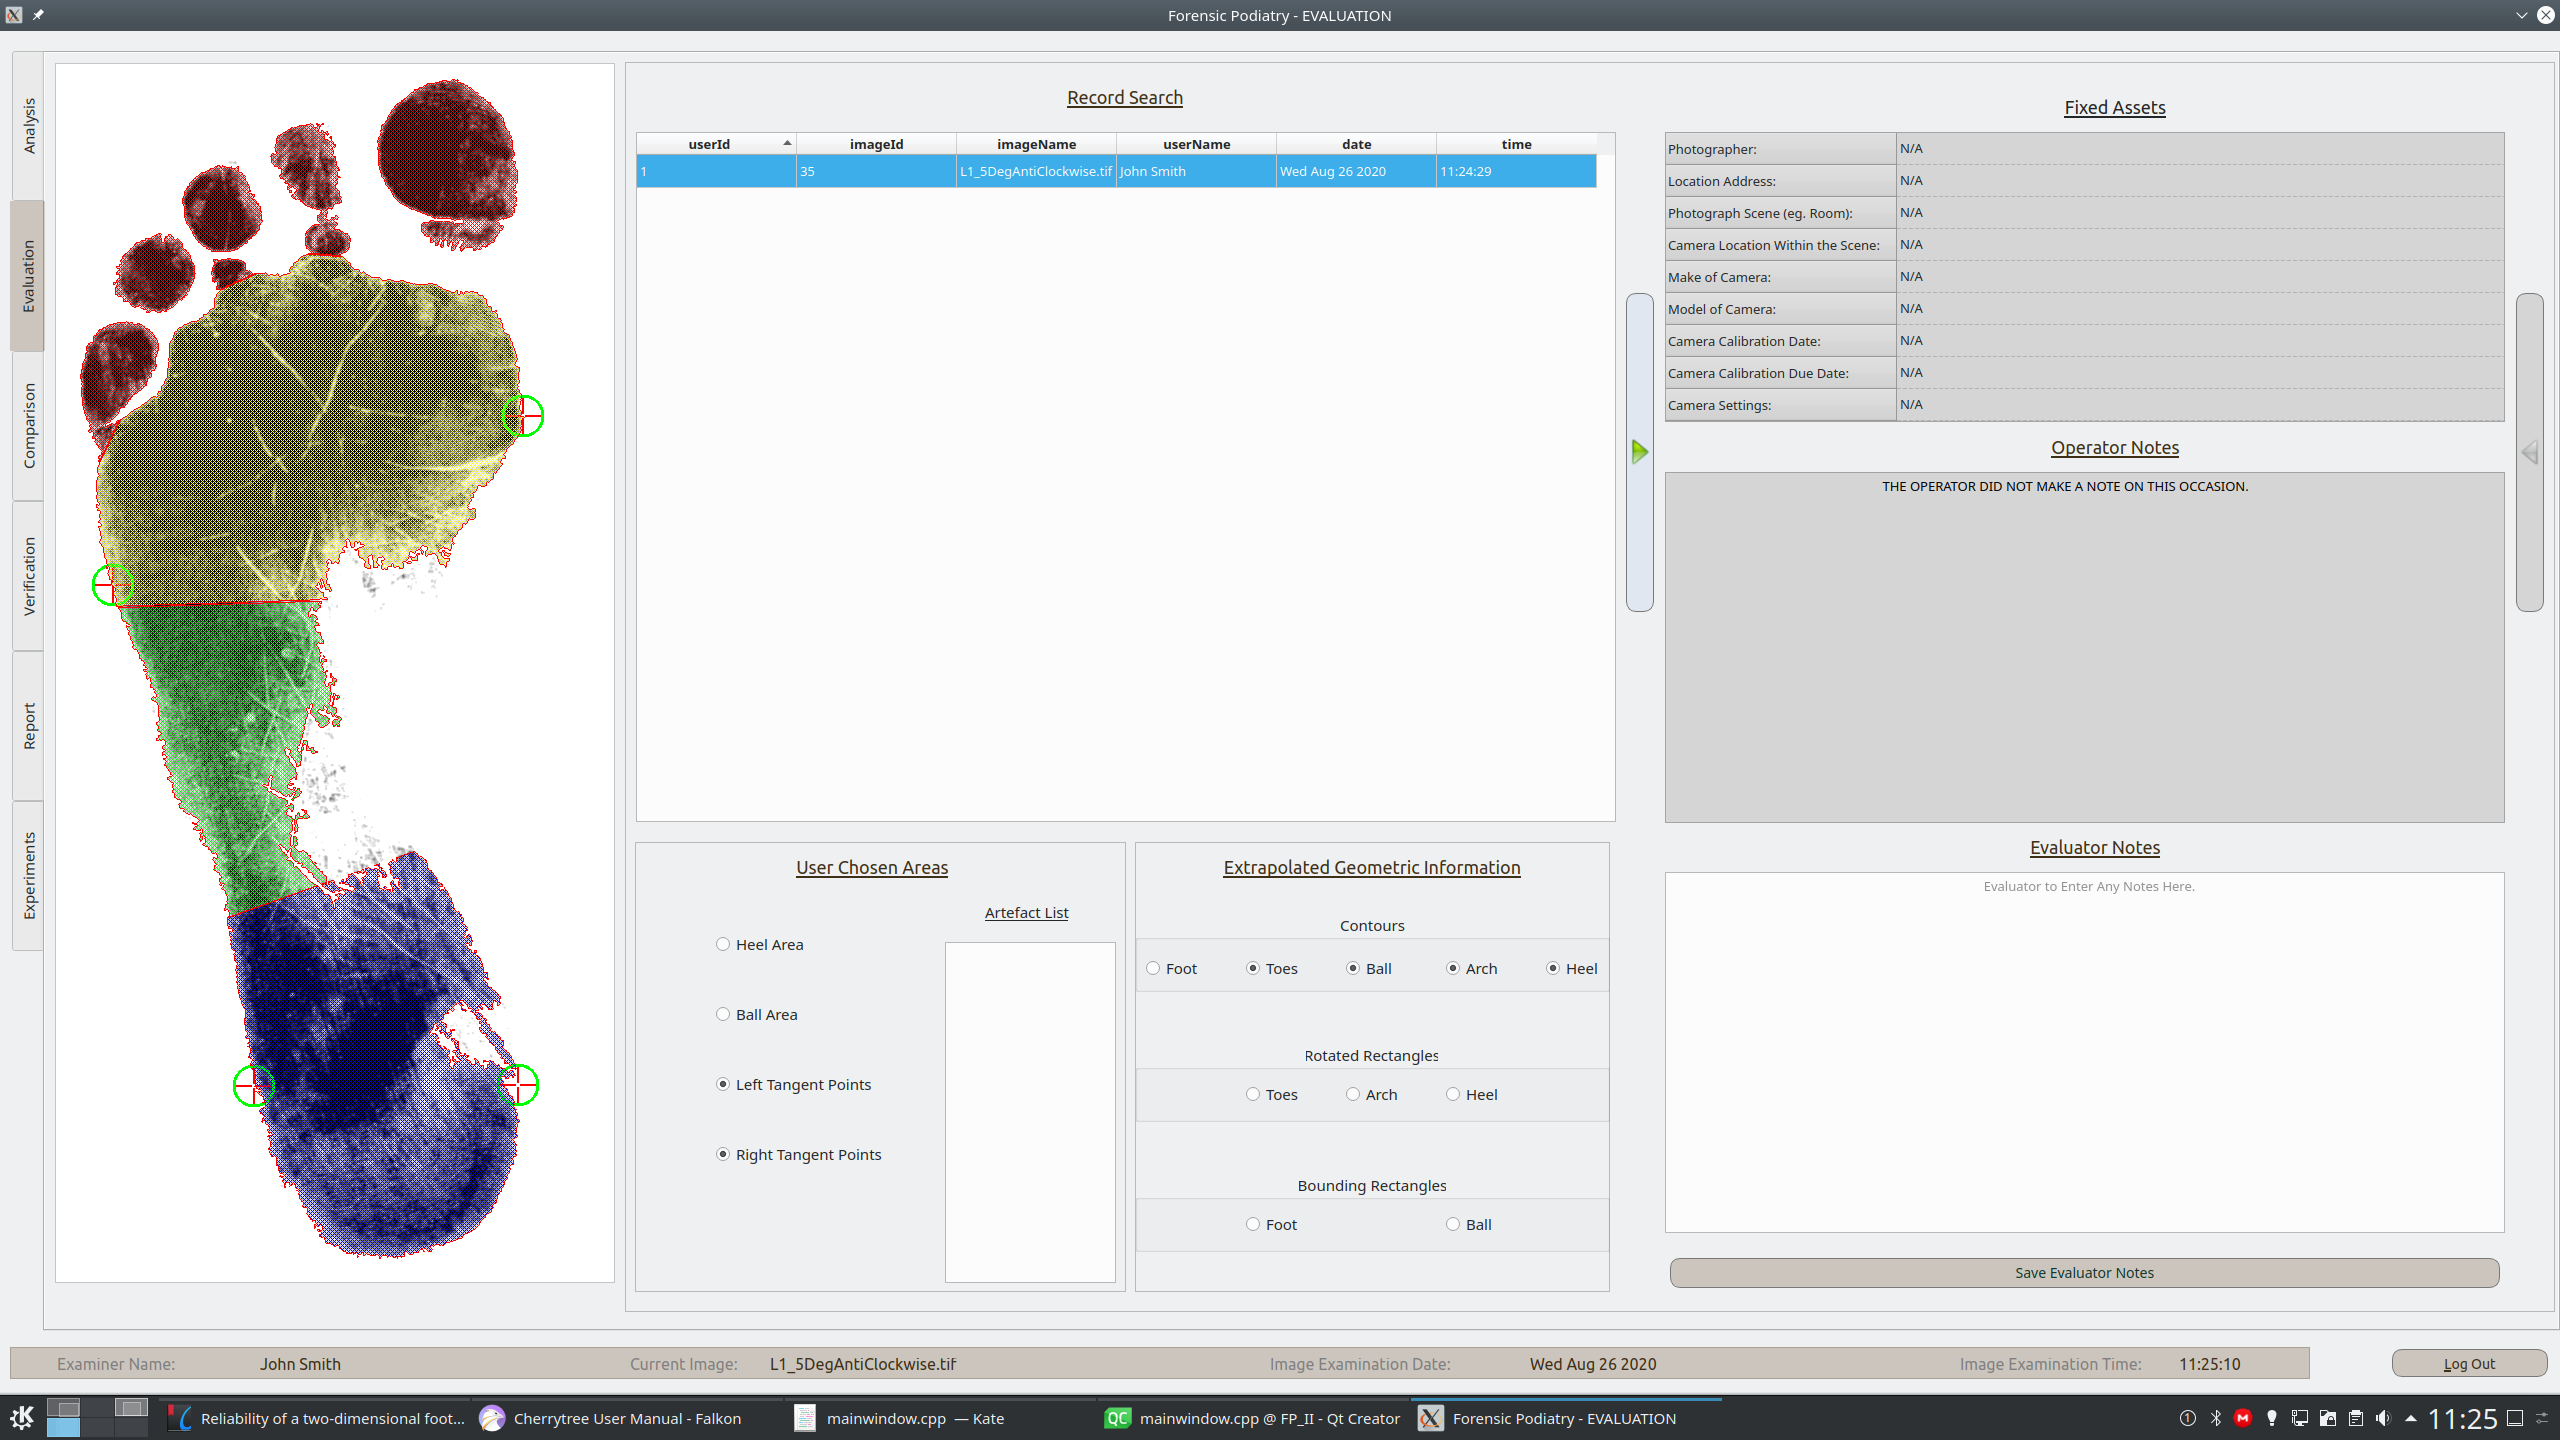 Forensic Podiatry - EVALUATION
Analysis
Evaluation
Comparison
Verification
Report
Experiments
Record Search
userId imageId imageName userName date time
1 35 L1_5DegAntiClockwise.tif John Smith Wed Aug 26 2020 11:24:29
Fixed Assets
Photographer: N/A
Location Address: N/A
Photograph Scene (eg. Room): N/A
Camera Location Within the Scene: N/A
Make of Camera: N/A
Model of Camera: N/A
Camera Calibration Date: N/A
Camera Calibration Due Date: N/A
Camera Settings: N/A
Operator Notes
THE OPERATOR DID NOT MAKE A NOTE ON THIS OCCASION.
User Chosen Areas
Artefact List
Heel Area
Ball Area
Left Tangent Points
Right Tangent Points
Extrapolated Geometric Information
Contours
Foot Toes Ball Arch Heel
Rotated Rectangles
Toes Arch Heel
Bounding Rectangles
Foot Ball
Evaluator Notes
Evaluator to Enter Any Notes Here.
Save Evaluator Notes
Examiner Name: John Smith Current Image: L1_5DegAntiClockwise.tif Image Examination Date: Wed Aug 26 2020 Image Examination Time: 11:25:10
Log Out
Reliability of a two-dimensional foot... Cherrytree User Manual - Falkon mainwindow.cpp — Kate QC mainwindow.cpp @ FP_II - Qt Creator Forensic Podiatry - EVALUATION 1 M 11:25